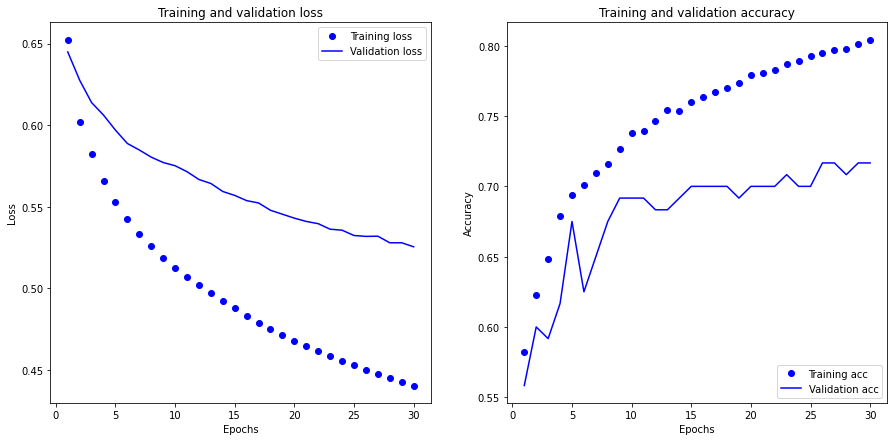 Training and validation loss
0.65
0.60
0.55
0.50
0.45
Loss
Training loss
Validation loss
0 5 10 15 20 25 30
Epochs
Training and validation accuracy
0.80
0.75
0.70
0.65
0.60
0.55
Accuracy
Training acc
Validation acc
0 5 10 15 20 25 30
Epochs